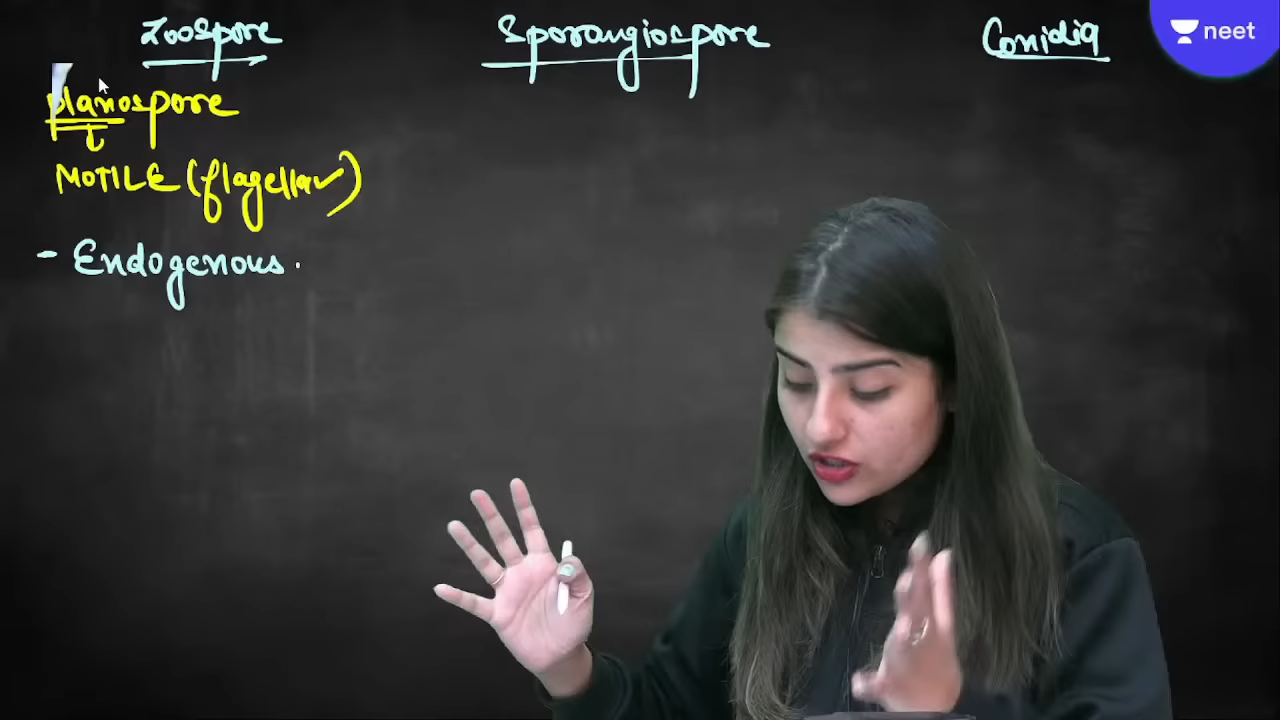 Zoospore
Sporangiospore
Conidia
neet
planospore
MOTILE (flagellar)
- Endogenous.